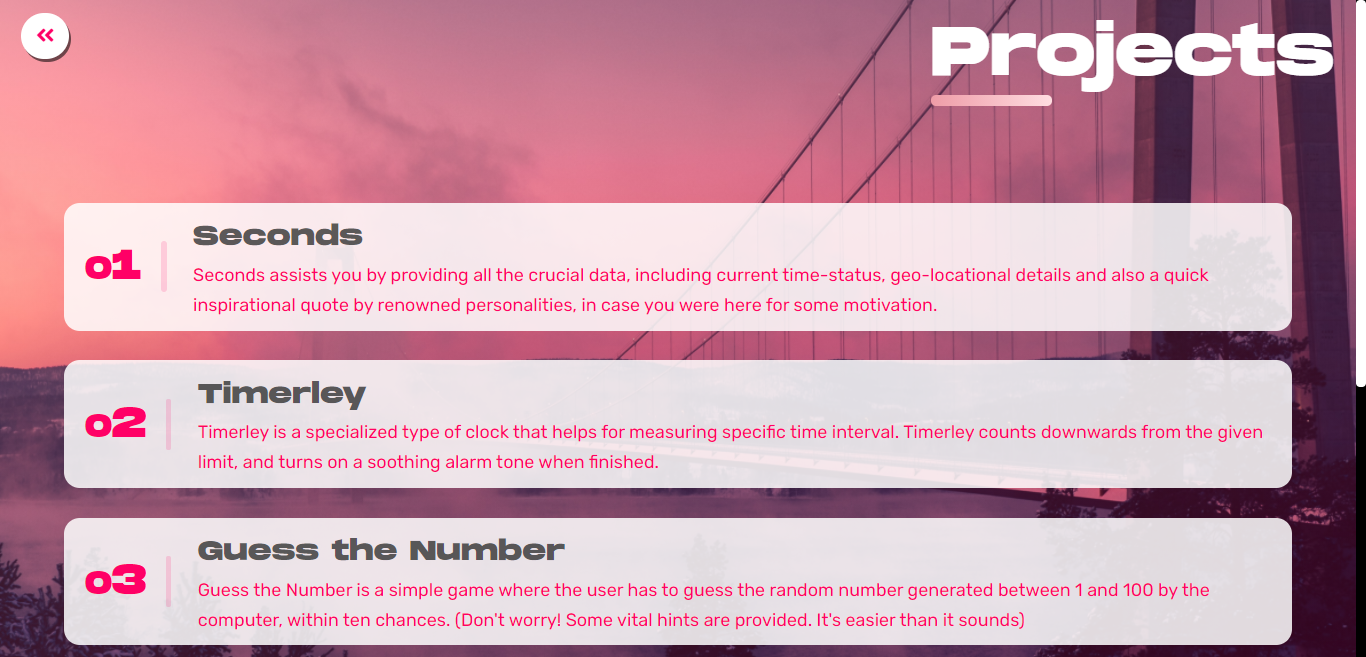 Projects
01
Seconds
Seconds assists you by providing all the crucial data, including current time-status, geo-locational details and also a quick
inspirational quote by renowned personalities, in case you were here for some motivation.
02
Timerley
Timerley is a specialized type of clock that helps for measuring specific time interval. Timerley counts downwards from the given
limit, and turns on a soothing alarm tone when finished.
03
Guess the Number
Guess the Number is a simple game where the user has to guess the random number generated between 1 and 100 by the
computer, within ten chances. (Don't worry! Some vital hints are provided. It's easier than it sounds)